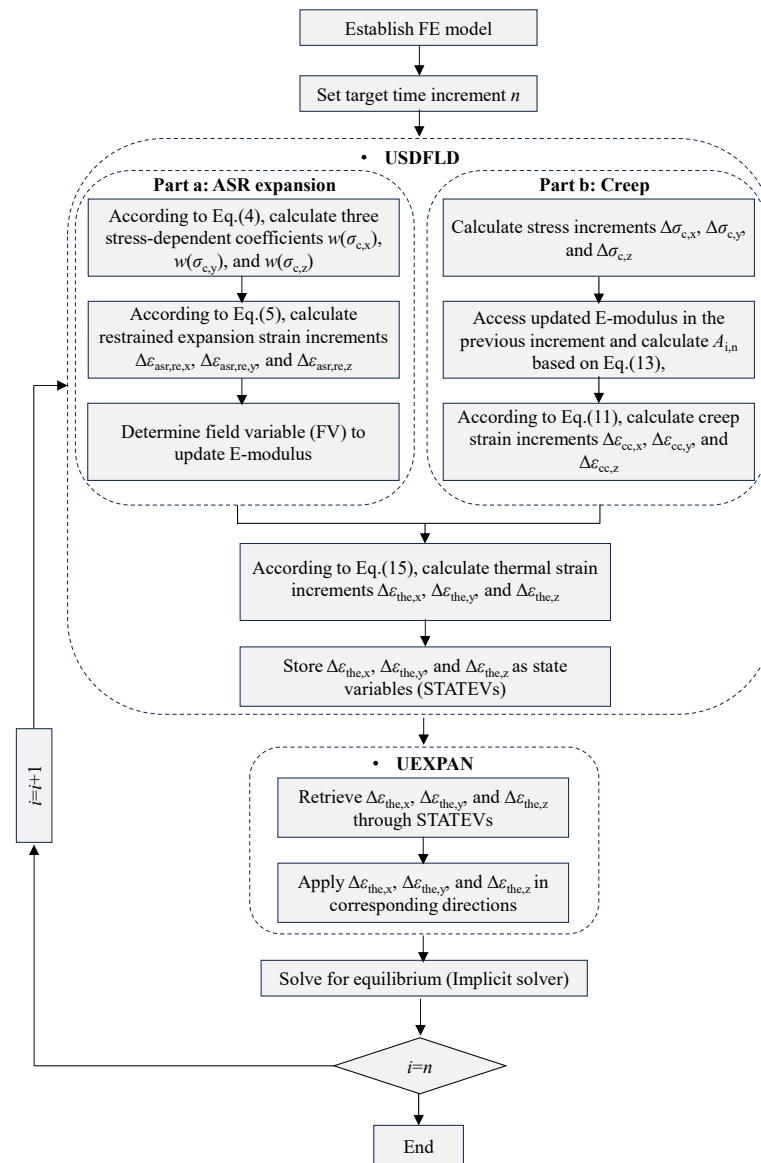 Establish FE model
Set target time increment n
• USDFLD
Part a: ASR expansion
According to Eq.(4), calculate three
stress-dependent coefficients w(σc,x),
w(σc,y), and w(σc,z)
According to Eq.(5), calculate
restrained expansion strain increments
Δεasr,re,x, Δεasr,re,y, and Δεasr,re,z
Determine field variable (FV) to
update E-modulus
Part b: Creep
Calculate stress increments Δσc,x, Δσc,y,
and Δσc,z
Access updated E-modulus in the
previous increment and calculate Ai,n
based on Eq.(13),
According to Eq.(11), calculate creep
strain increments Δεcc,x, Δεcc,y, and
Δεcc,z
According to Eq.(15), calculate thermal strain
increments Δεthe,x, Δεthe,y, and Δεthe,z
Store Δεthe,x, Δεthe,y, and Δεthe,z as state
variables (STATEVs)
• UEXPAN
Retrieve Δεthe,x, Δεthe,y, and Δεthe,z
through STATEVs
Apply Δεthe,x, Δεthe,y, and Δεthe,z in
corresponding directions
Solve for equilibrium (Implicit solver)
i=n
i=i+1
End